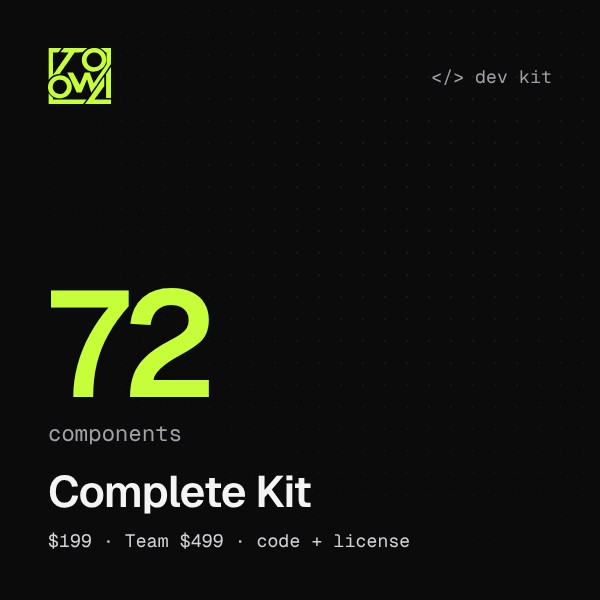 </> dev kit
72
components
Complete Kit
$199 · Team $499 · code + license